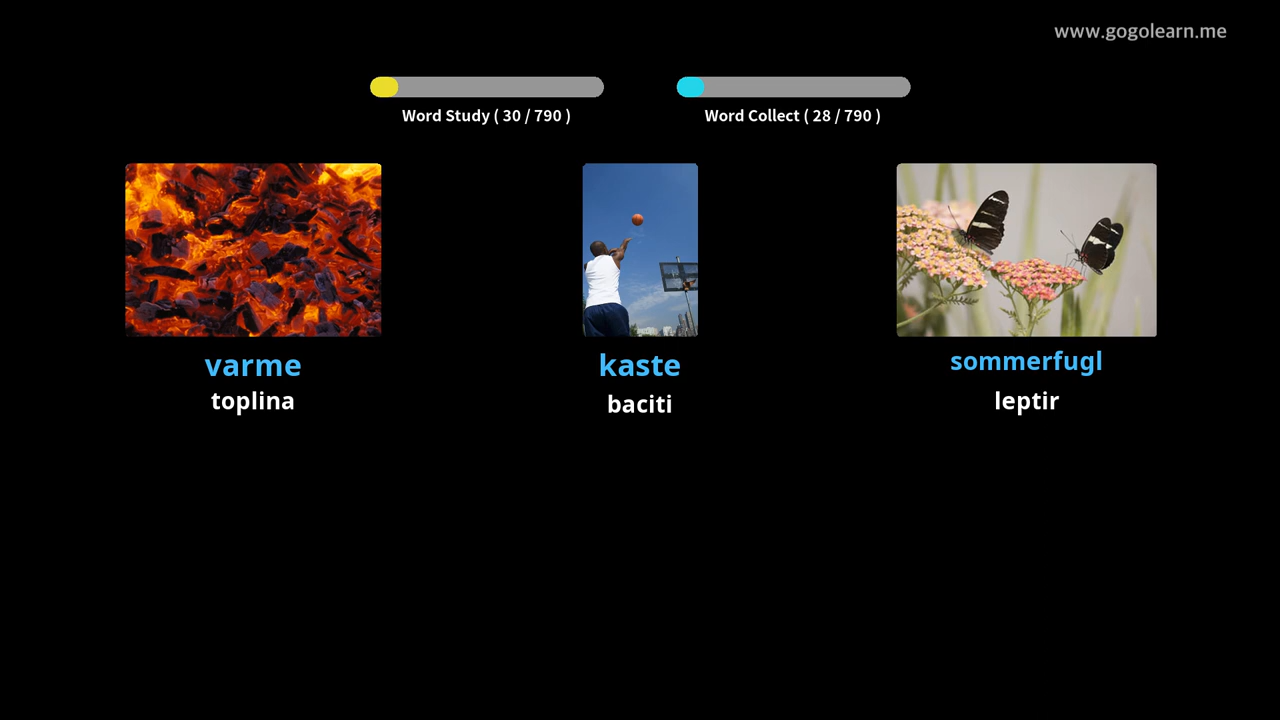 www.gogolearn.me
Word Study ( 30 / 790 )
Word Collect ( 28 / 790 )
varme
toplina
kaste
baciti
sommerfugl
leptir